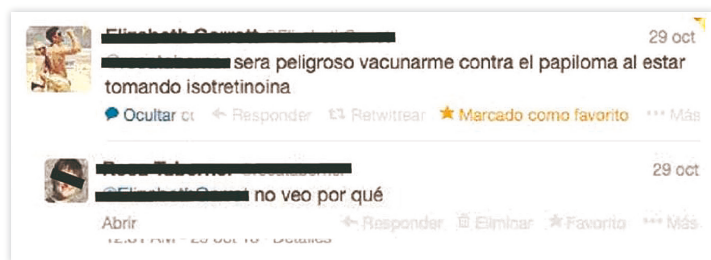 29 oct
sera peligroso vacunarme contra el papiloma al estar
tomando isotretinoina
Ocultar Responder Retwitrear Marcado como favorito Más
29 oct
no veo por qué
Abrir Responder Eliminar Favorito Más
Detalles